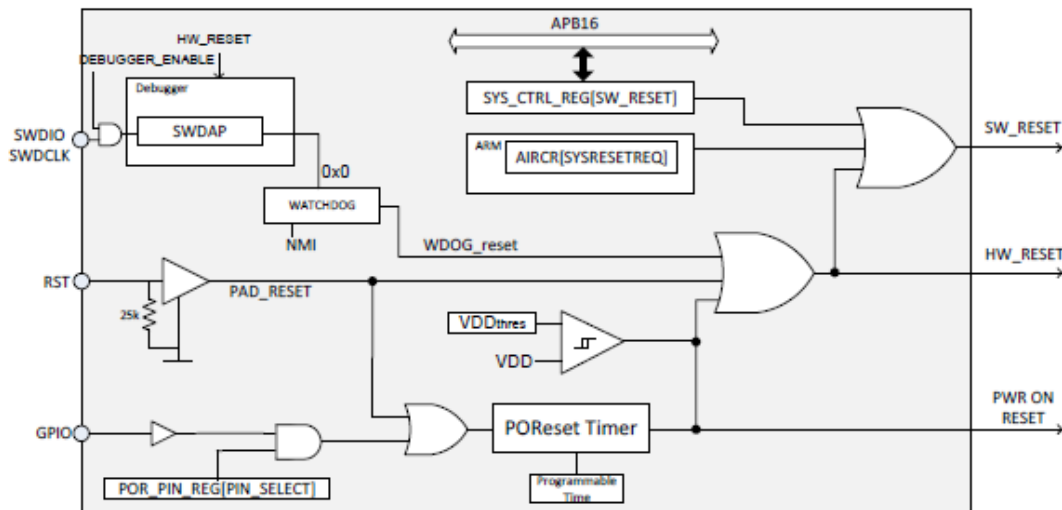 APB16
HW_RESET
DEBUGGER_ENABLE
Debugger
SWDAP
SWDIO
SWDCLK
SYS_CTRL_REG[SW_RESET]
ARM
AIRCR[SYSRESETREQ]
SW_RESET
0x0
WATCHDOG
NMI
WDOG_reset
HW_RESET
RST
PAD_RESET
25k
VDDthres
VDD
PWR ON
RESET
GPIO
POReset Timer
POR_PIN_REG[PIN_SELECT]
Programmable
Time